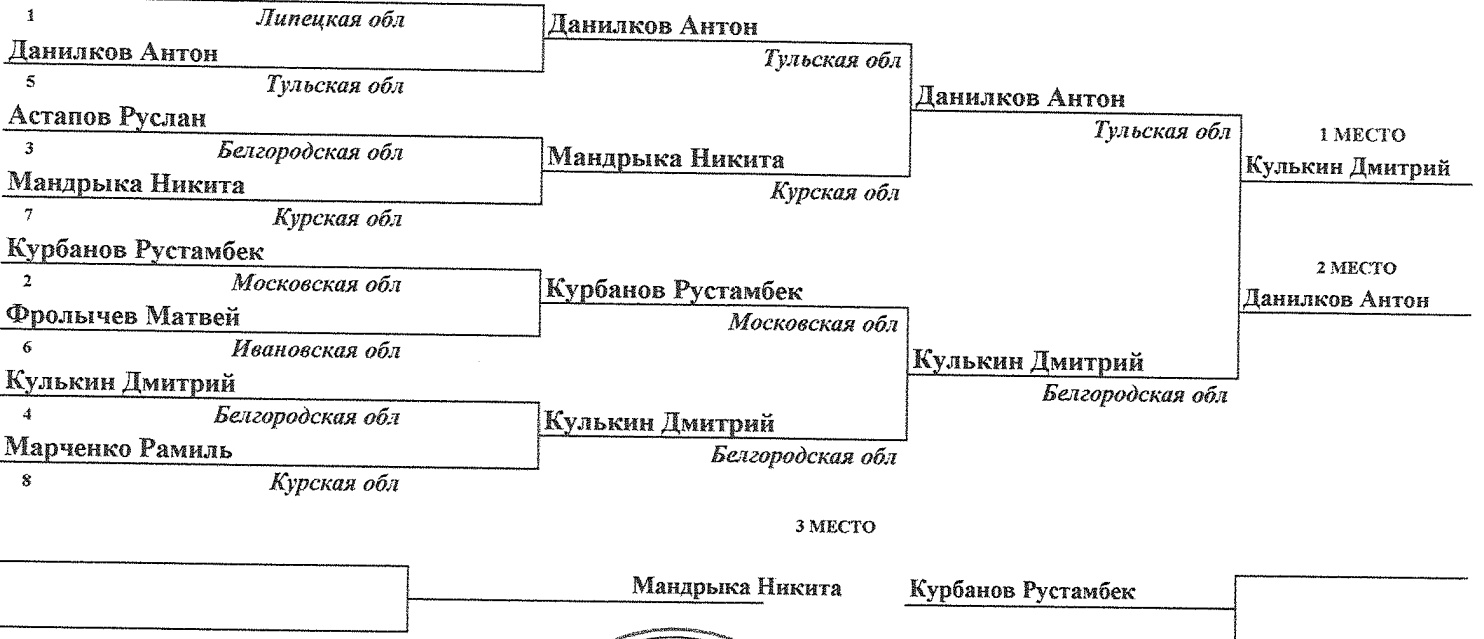 1 Липецкая обл
Данилков Антон
5 Тульская обл
Астапов Руслан
3 Белгородская обл
Мандрыка Никита
7 Курская обл
Курбанов Рустамбек
2 Московская обл
Фролычев Матвей
6 Ивановская обл
Кулькин Дмитрий
4 Белгородская обл
Марченко Рамиль
8 Курская обл
Данилков Антон
Тульская обл
Мандрыка Никита
Курская обл
Курбанов Рустамбек
Московская обл
Кулькин Дмитрий
Белгородская обл
Данилков Антон
Тульская обл
Кулькин Дмитрий
Белгородская обл
1 МЕСТО
Кулькин Дмитрий
2 МЕСТО
Данилков Антон
3 МЕСТО
Мандрыка Никита
Курбанов Рустамбек